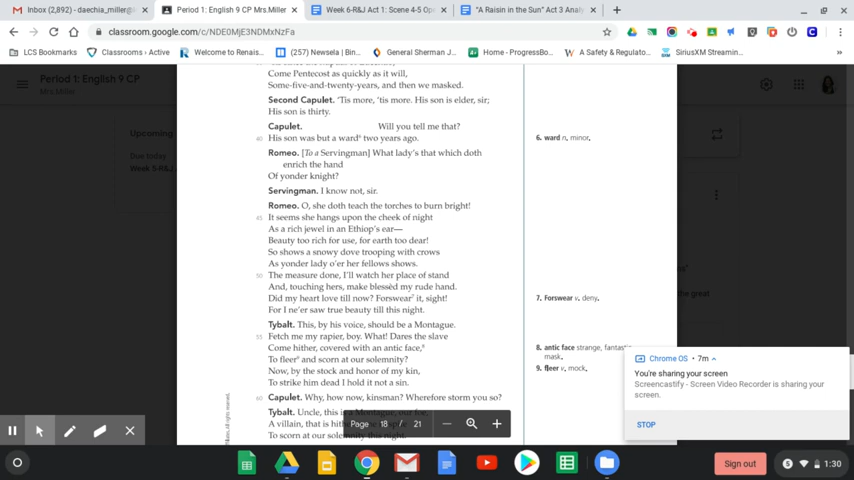 Inbox (2,892) - daechia_miller@
Period 1: English 9 CP Mrs.Miller
Week 6-R&J Act 1: Scene 4-5 Op
"A Raisin in the Sun" Act 3 Analy
classroom.google.com/c/NDE0MjE3NDMxNzFa
LCS Bookmarks
Classrooms › Active
Welcome to Renais...
(257) Newsela | Bin...
General Sherman J...
Home - ProgressBo...
A Safety & Regulato...
SiriusXM Streamin...
Period 1: English 9 CP
Mrs.Miller
Upcoming
Due today
Week 5-R&J
Come Pentecost as quickly as it will,
Some-five-and-twenty-years, and then we masked.
Second Capulet. 'Tis more, 'tis more. His son is elder, sir;
His son is thirty.
Capulet. Will you tell me that?
40 His son was but a ward⁶ two years ago.
6. ward n, minor.
Romeo. [To a Servingman] What lady's that which doth
enrich the hand
Of yonder knight?
Servingman. I know not, sir.
Romeo. O, she doth teach the torches to burn bright!
45 It seems she hangs upon the cheek of night
As a rich jewel in an Ethiop's ear—
Beauty too rich for use, for earth too dear!
So shows a snowy dove trooping with crows
As yonder lady o'er her fellows shows.
50 The measure done, I'll watch her place of stand
And, touching hers, make blessèd my rude hand.
Did my heart love till now? Forswear⁷ it, sight!
7. Forswear v. deny.
For I ne'er saw true beauty till this night.
Tybalt. This, by his voice, should be a Montague.
55 Fetch me my rapier, boy. What! Dares the slave
Come hither, covered with an antic face,⁸
8. antic face strange, fantastic
mask.
To fleer⁹ and scorn at our solemnity?
9. fleer v, mock.
Now, by the stock and honor of my kin,
To strike him dead I hold it not a sin.
60 Capulet. Why, how now, kinsman? Wherefore storm you so?
Tybalt. Uncle, this is a Montague, our foe,
A villain, that is hith
To scorn at our solemnity this night.
Page 18 / 21
the great
Chrome OS • 7m
You're sharing your screen
Screencastify - Screen Video Recorder is sharing your
screen.
STOP
Sign out
5
1:30